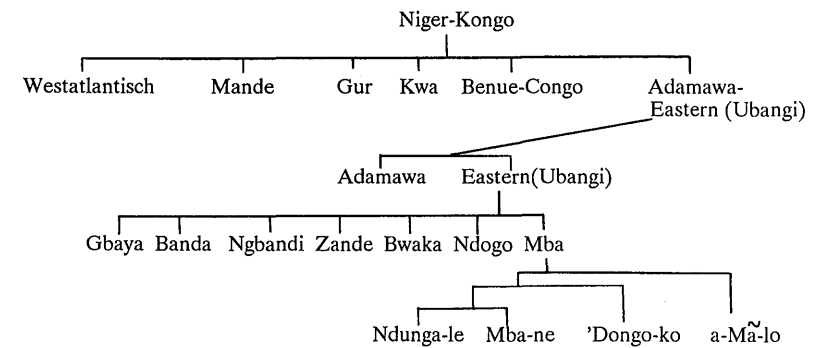 Niger-Kongo
Westatlantisch Mande Gur Kwa Benue-Congo Adamawa-
Eastern (Ubangi)
Adamawa Eastern(Ubangi)
Gbaya Banda Ngbandi Zande Bwaka Ndogo Mba
Ndunga-le Mba-ne 'Dongo-ko a-Mã-lo